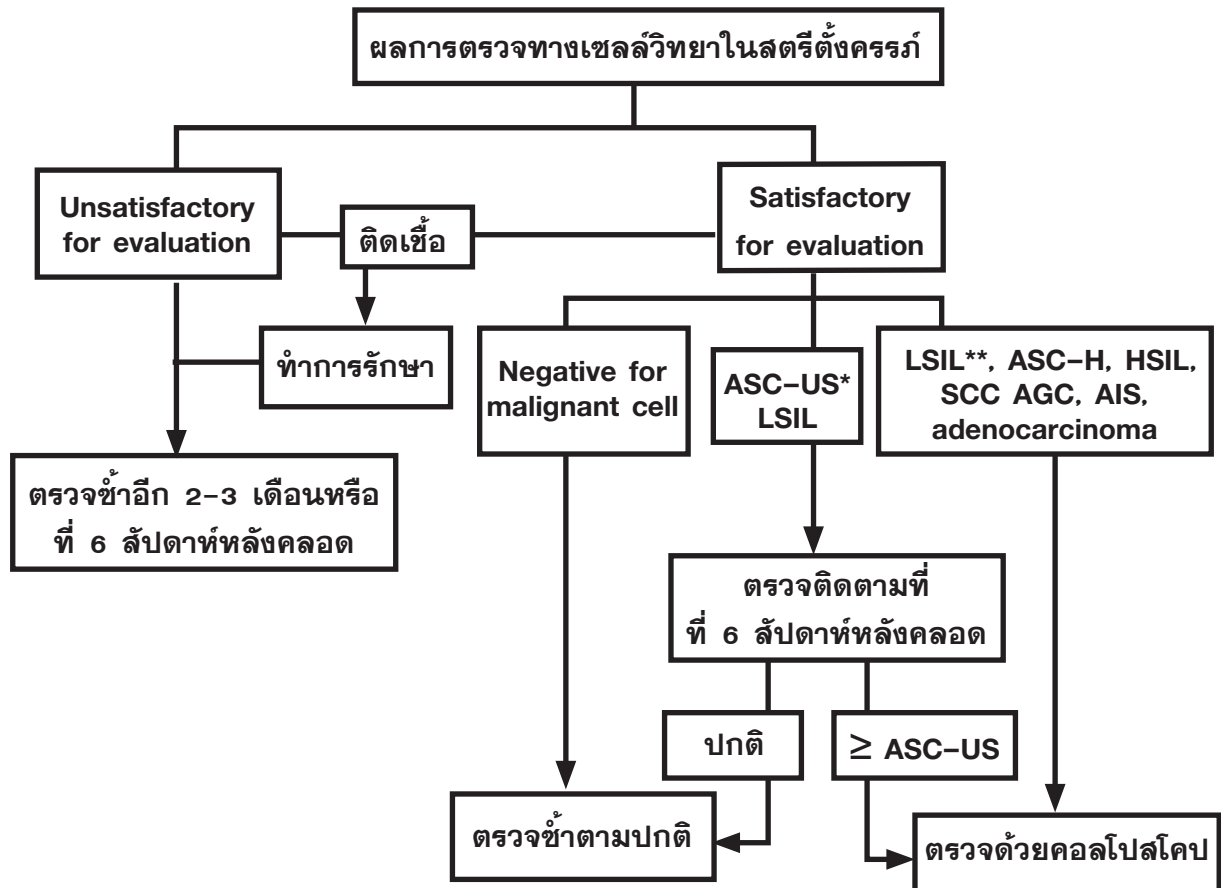 ผลการตรวจทางเซลล์วิทยาในสตรีตั้งครรภ์
Unsatisfactory
for evaluation
ติดเชื้อ
Satisfactory
for evaluation
ทำการรักษา
Negative for
malignant cell
ASC-US*
LSIL
LSIL**, ASC-H, HSIL,
SCC AGC, AIS,
adenocarcinoma
ตรวจซ้ำอีก 2-3 เดือนหรือ
ที่ 6 สัปดาห์หลังคลอด
ตรวจติดตามที่
ที่ 6 สัปดาห์หลังคลอด
ปกติ
≥ ASC-US
ตรวจซ้ำตามปกติ
ตรวจด้วยคอลโปสโคป